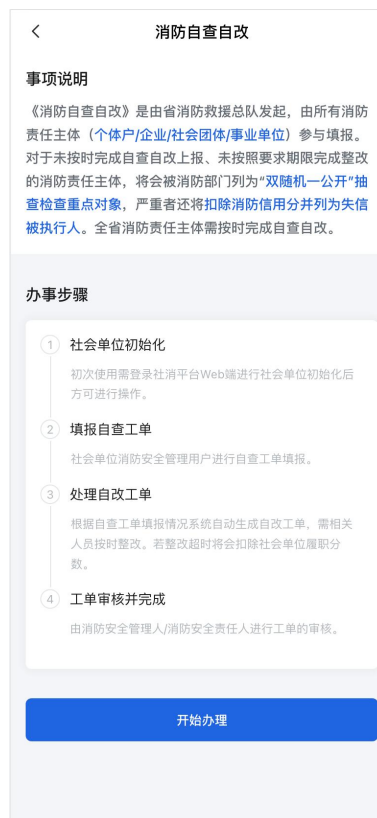 消防自查自改
事项说明
《消防自查自改》是由省消防救援总队发起，由所有消防
责任主体（个体户/企业/社会团体/事业单位）参与填报。
对于未按时完成自查自改上报、未按照要求期限完成整改
的消防责任主体，将会被消防部门列为“双随机一公开”抽
查检查重点对象，严重者还将扣除消防信用分并列为失信
被执行人。全省消防责任主体需按时完成自查自改。
办事步骤
1 社会单位初始化
初次使用需登录社消平台Web端进行社会单位初始化后
方可进行操作。
2 填报自查工单
社会单位消防安全管理用户进行自查工单填报。
3 处理自改工单
根据自查工单填报情况系统自动生成自改工单，需相关
人员按时整改。若整改超时将会扣除社会单位履职分
数。
4 工单审核并完成
由消防安全管理人/消防安全责任人进行工单的审核。
开始办理